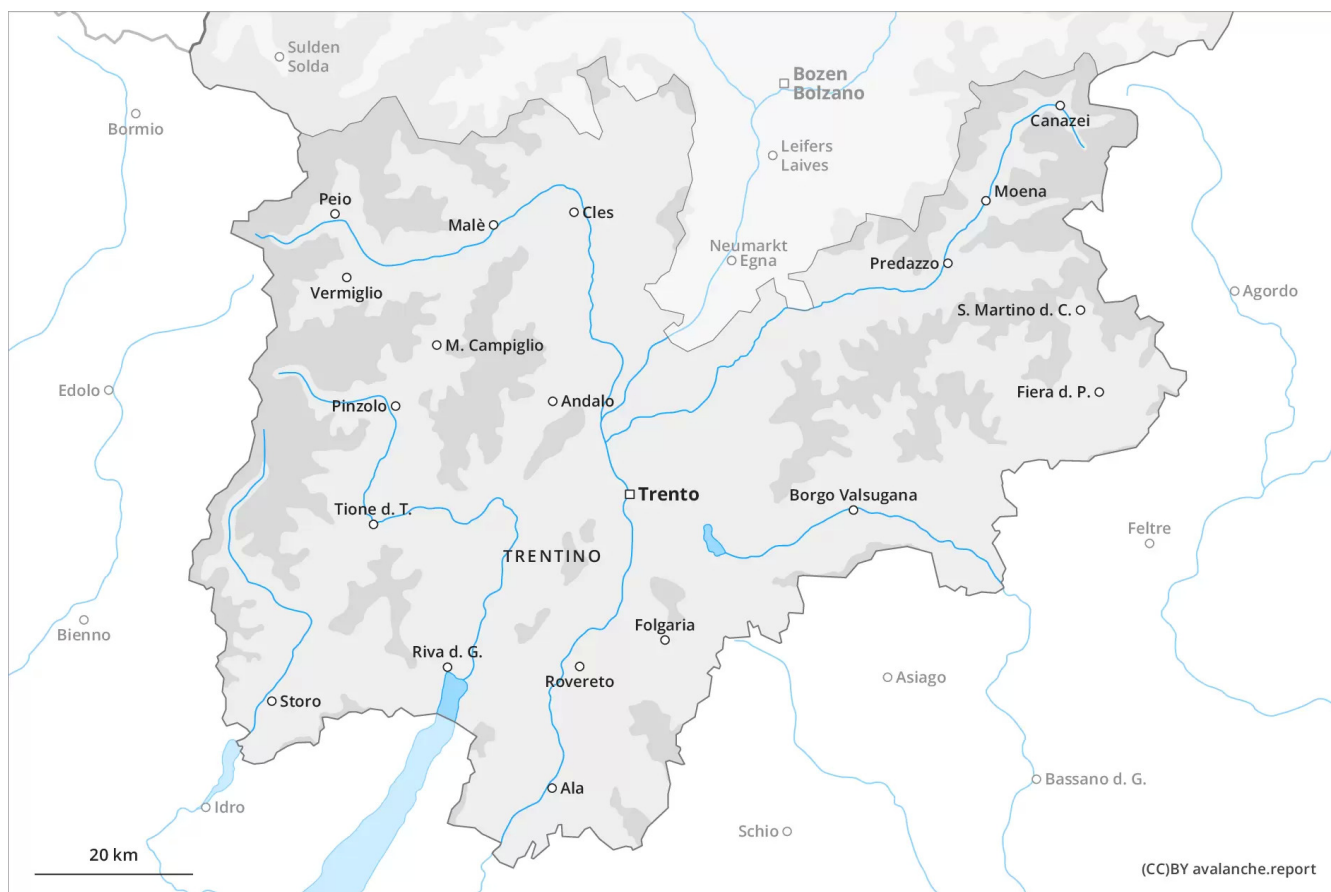 Sulden
Solda
Bozen
Bolzano
Bormio
Canazei
Leifers
Laives
Peio
Moena
Malè
Cles
Neumarkt
Egna
Predazzo
Vermiglio
Agordo
S. Martino d. C.
M. Campiglio
Edolo
Fiera d. P.
Pinzolo
Andalo
Trento
Borgo Valsugana
Tione d. T.
Feltre
TRENTINO
Bienno
Folgaria
Riva d. G.
Rovereto
Asiago
Storo
Bassano d. G.
Ala
Idro
Schio
20 km
(CC)BY avalanche.report